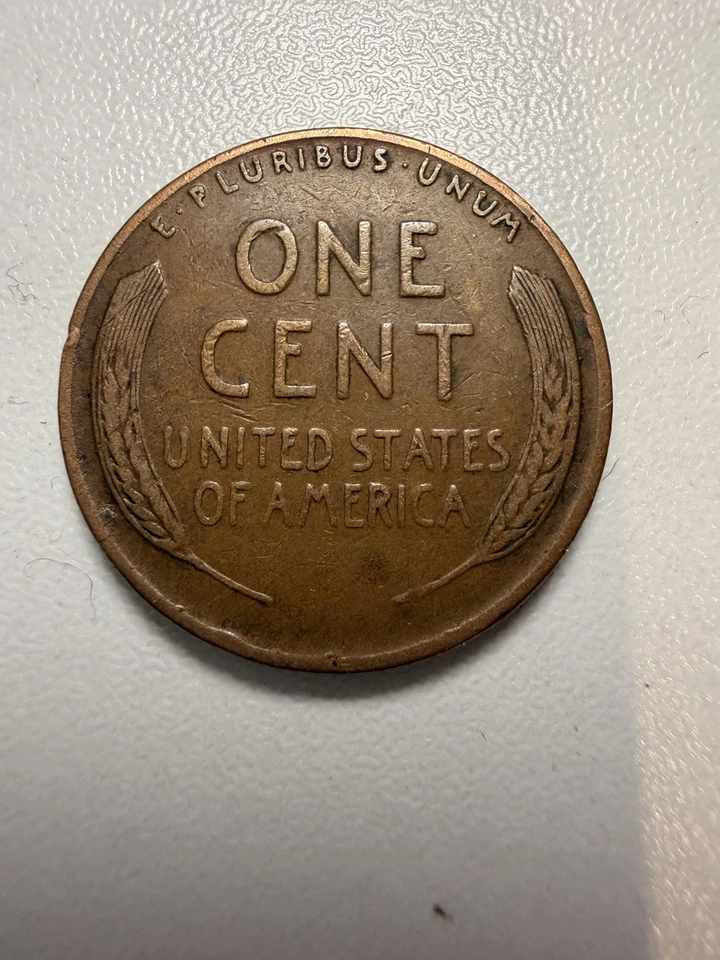 E·PLURIBUS·UNUM
ONE
CENT
UNITED STATES
OF AMERICA